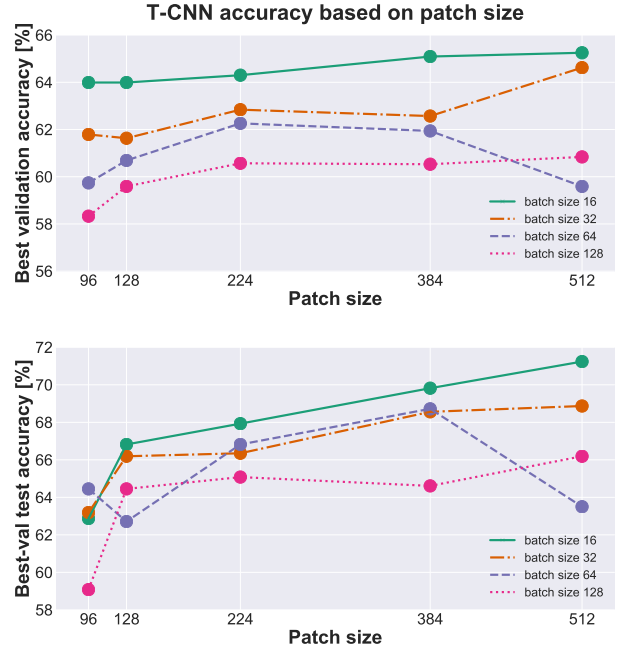 T-CNN accuracy based on patch size
Best validation accuracy [%]
66
64
62
60
58
56
batch size 16
batch size 32
batch size 64
batch size 128
96 128 224 384 512
Patch size
Best-val test accuracy [%]
72
70
68
66
64
62
60
58
batch size 16
batch size 32
batch size 64
batch size 128
96 128 224 384 512
Patch size